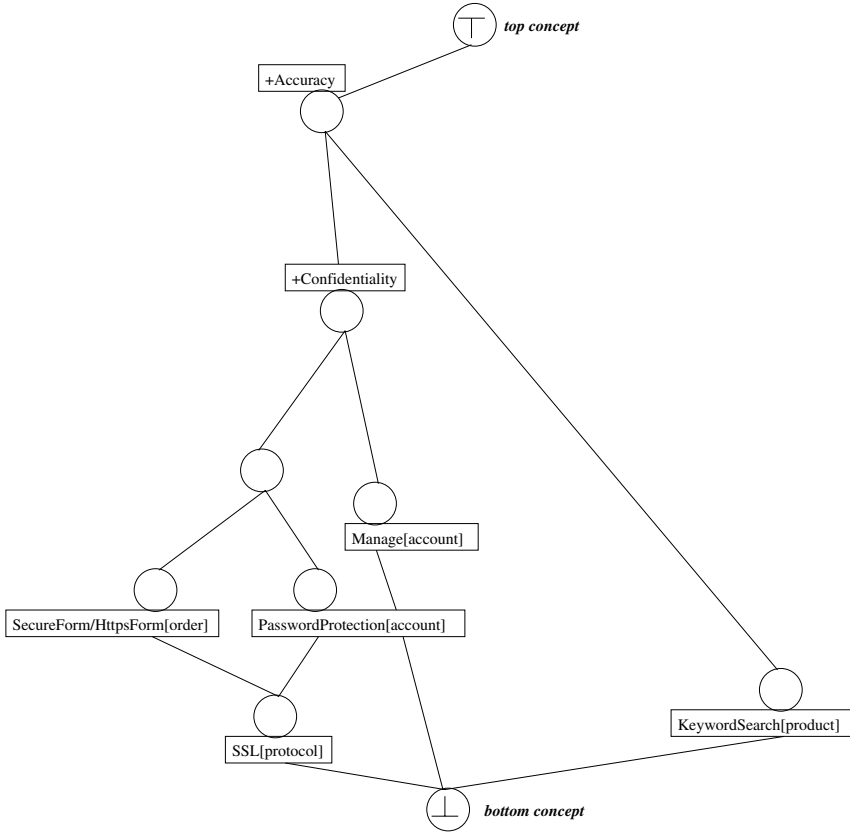 top concept
+Accuracy
+Confidentiality
Manage[account]
SecureForm/HttpsForm[order]
PasswordProtection[account]
KeywordSearch[product]
SSL[protocol]
bottom concept